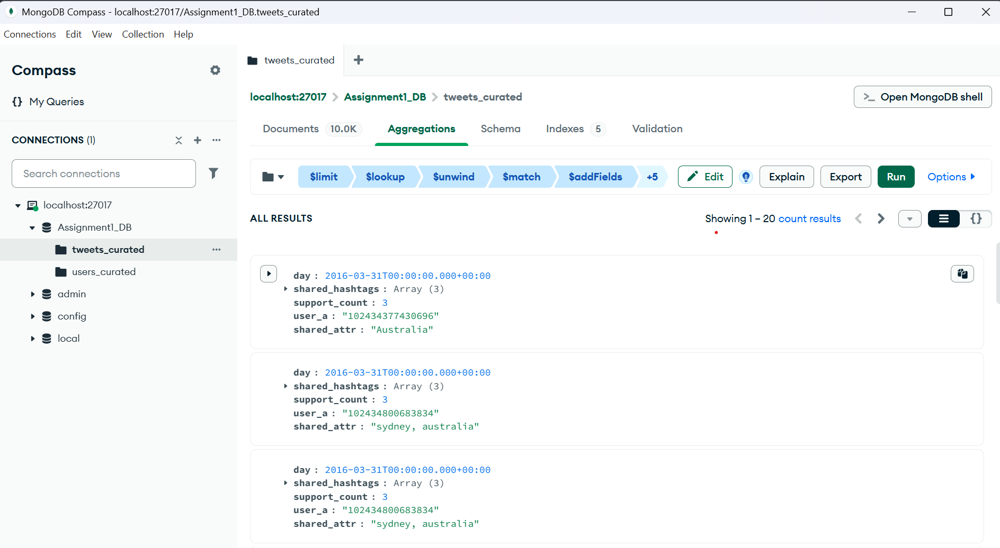 MongoDB Compass - localhost:27017/Assignment1_DB.tweets_curated
Connections Edit View Collection Help
Compass
{} My Queries
CONNECTIONS (1)
Search connections
localhost:27017
Assignment1_DB
tweets_curated
users_curated
admin
config
local
tweets_curated
localhost:27017 > Assignment1_DB > tweets_curated
>_ Open MongoDB shell
Documents 10.0K Aggregations Schema Indexes 5 Validation
$limit $lookup $unwind $match $addFields +5 Edit Explain Export Run Options
ALL RESULTS
Showing 1 – 20 count results
{}
day : 2016-03-31T00:00:00.000+00:00
shared_hashtags : Array (3)
support_count : 3
user_a : "102434377430696"
shared_attr : "Australia"
day : 2016-03-31T00:00:00.000+00:00
shared_hashtags : Array (3)
support_count : 3
user_a : "102434800683834"
shared_attr : "sydney, australia"
day : 2016-03-31T00:00:00.000+00:00
shared_hashtags : Array (3)
support_count : 3
user_a : "102434800683834"
shared_attr : "sydney, australia"